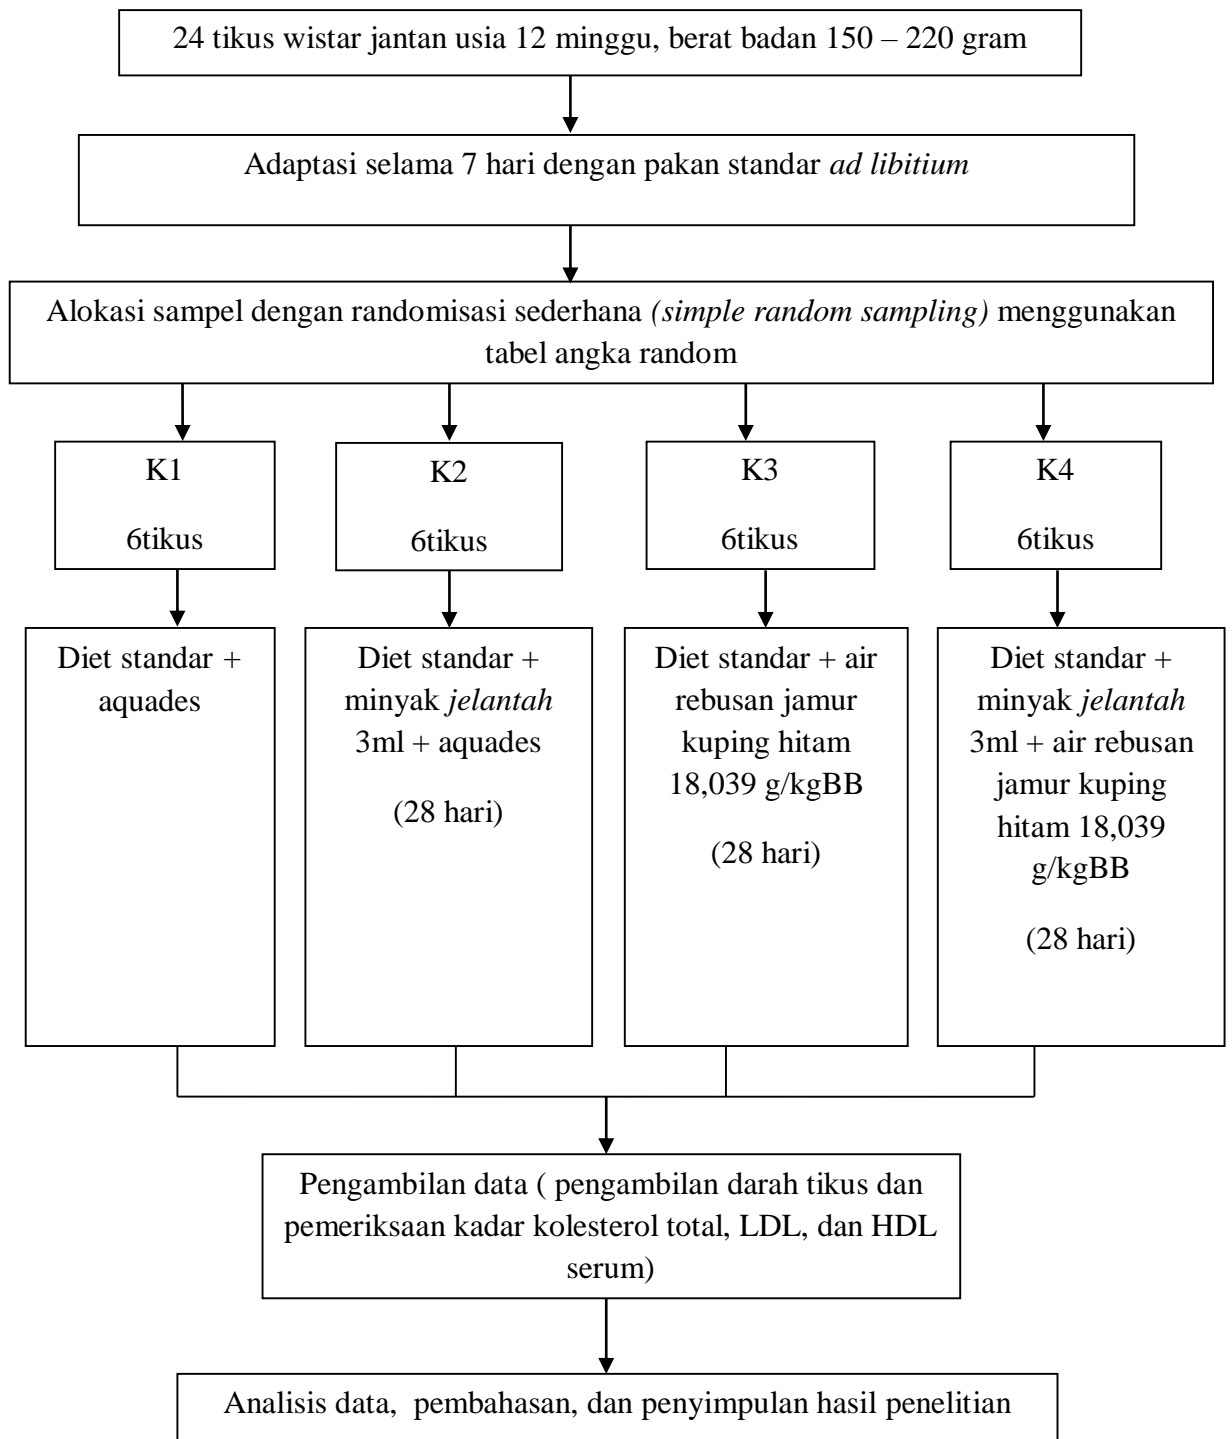 24 tikus wistar jantan usia 12 minggu, berat badan 150 – 220 gram
Adaptasi selama 7 hari dengan pakan standar ad libitium
Alokasi sampel dengan randomisasi sederhana (simple random sampling) menggunakan
tabel angka random
K1
6tikus
K2
6tikus
K3
6tikus
K4
6tikus
Diet standar +
aquades
Diet standar +
minyak jelantah
3ml + aquades
(28 hari)
Diet standar + air
rebusan jamur
kuping hitam
18,039 g/kgBB
(28 hari)
Diet standar +
minyak jelantah
3ml + air rebusan
jamur kuping
hitam 18,039
g/kgBB
(28 hari)
Pengambilan data ( pengambilan darah tikus dan
pemeriksaan kadar kolesterol total, LDL, dan HDL
serum)
Analisis data, pembahasan, dan penyimpulan hasil penelitian